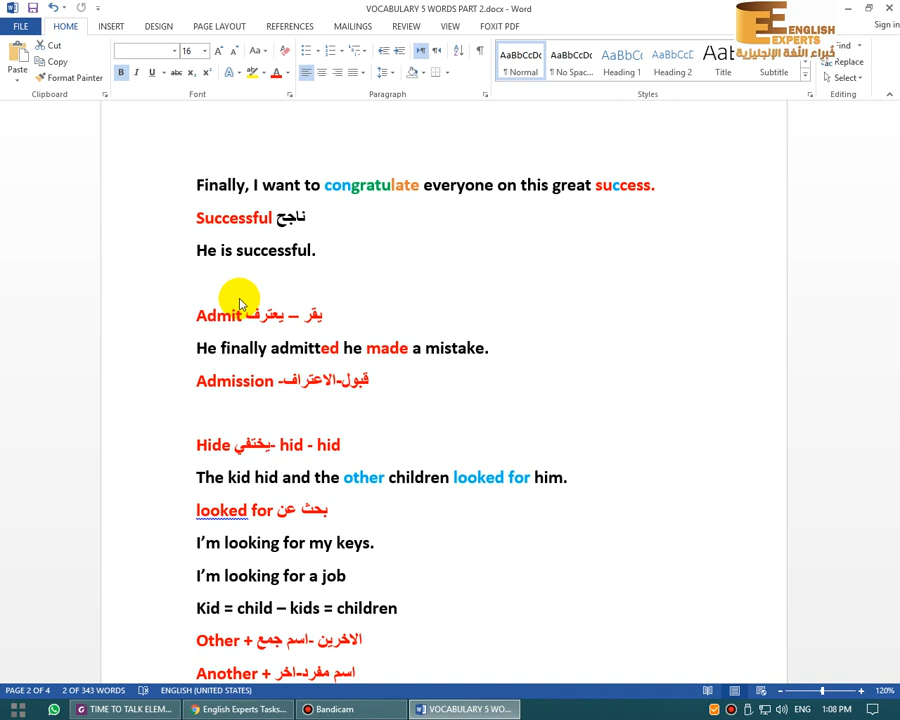 VOCABULARY 5 WORDS PART 2.docx - Word
Sign in
FILE HOME INSERT DESIGN PAGE LAYOUT REFERENCES MAILINGS REVIEW VIEW FOXIT PDF
ENGLISH EXPERTS
خبراء اللغة الإنجليزية
Paste
Cut
Copy
Format Painter
Clipboard
16
Font
Paragraph
AaBbCcDc AaBbCcDc AaBbCc AaBbCcD AaB AaBbCcD
¶ Normal ¶ No Spac... Heading 1 Heading 2 Title Subtitle
Styles
Find
Replace
Select
Editing
Finally, I want to congratulate everyone on this great success.
Successful ناجح
He is successful.
Admit يقر – يعترف
He finally admitted he made a mistake.
Admission -قبول-الاعتراف
Hide يختفي- hid - hid
The kid hid and the other children looked for him.
looked for بحث عن
I'm looking for my keys.
I'm looking for a job
Kid = child – kids = children
Other + الاخرين -اسم جمع
Another + اسم مفرد-اخر
PAGE 2 OF 4 2 OF 343 WORDS ENGLISH (UNITED STATES) 120%
TIME TO TALK ELEM... English Experts Tasks... Bandicam VOCABULARY 5 WO... ENG 1:08 PM